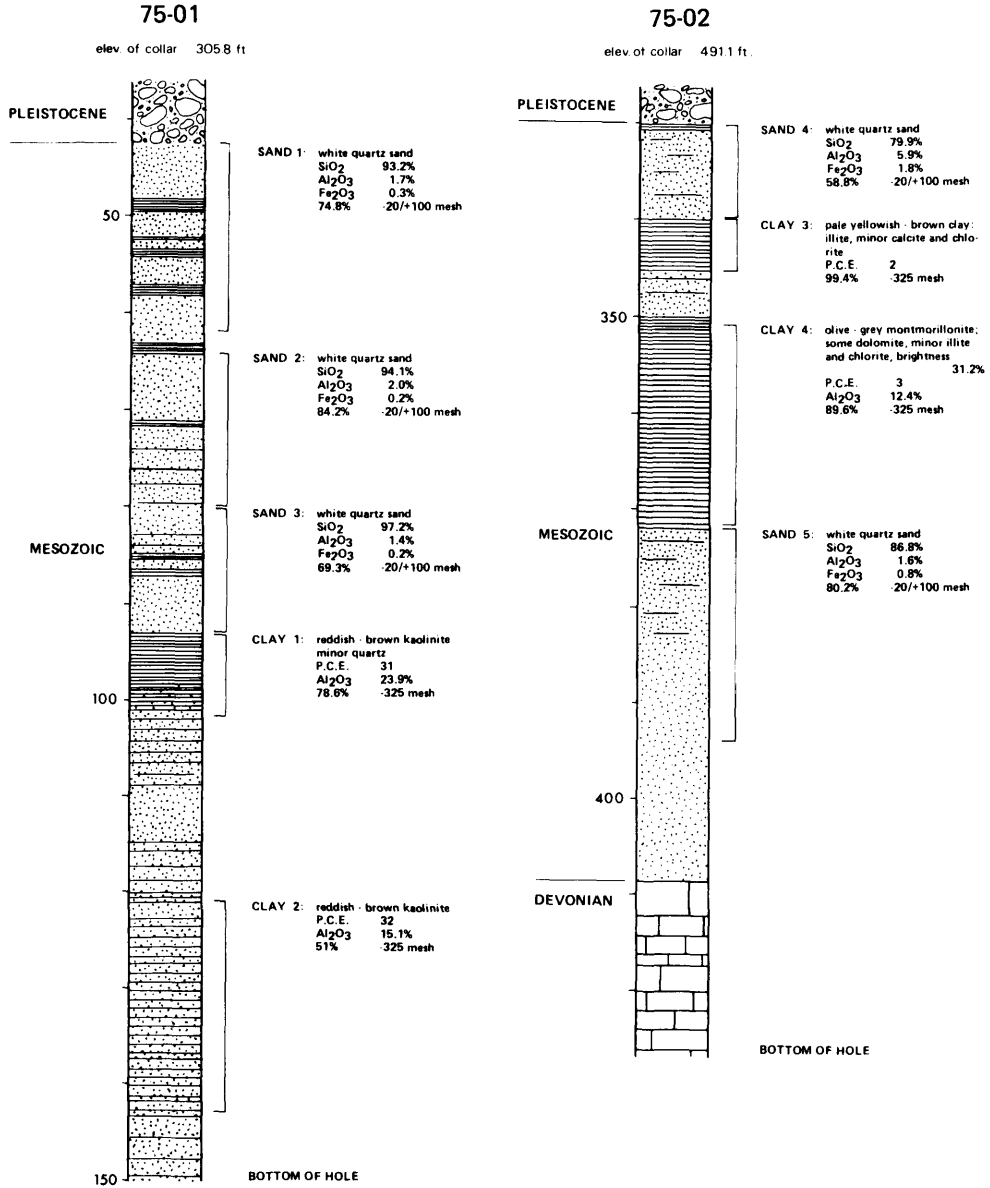 75-01
elev. of collar 305.8 ft
PLEISTOCENE
SAND 1: white quartz sand
SiO2 93.2%
Al2O3 1.7%
Fe2O3 0.3%
74.8% -20/+100 mesh
50
SAND 2: white quartz sand
SiO2 94.1%
Al2O3 2.0%
Fe2O3 0.2%
84.2% -20/+100 mesh
SAND 3: white quartz sand
SiO2 97.2%
Al2O3 1.4%
Fe2O3 0.2%
69.3% -20/+100 mesh
MESOZOIC
CLAY 1: reddish - brown kaolinite
minor quartz
P.C.E. 31
Al2O3 23.9%
78.6% -325 mesh
100
CLAY 2: reddish - brown kaolinite
P.C.E. 32
Al2O3 15.1%
51% -325 mesh
150
BOTTOM OF HOLE
75-02
elev. of collar 491.1 ft.
PLEISTOCENE
SAND 4: white quartz sand
SiO2 79.9%
Al2O3 5.9%
Fe2O3 1.8%
58.8% -20/+100 mesh
CLAY 3: pale yellowish - brown clay:
illite, minor calcite and chlo-
rite
P.C.E. 2
99.4% -325 mesh
350
CLAY 4: olive - grey montmorillonite;
some dolomite, minor illite
and chlorite, brightness
31.2%
P.C.E. 3
Al2O3 12.4%
89.6% -325 mesh
MESOZOIC
SAND 5: white quartz sand
SiO2 86.8%
Al2O3 1.6%
Fe2O3 0.8%
80.2% -20/+100 mesh
400
DEVONIAN
BOTTOM OF HOLE